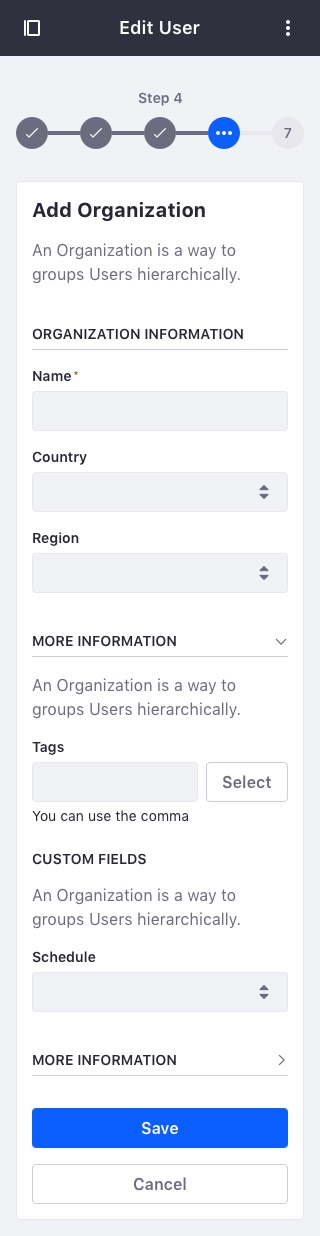 Edit User
Step 4
7
Add Organization
An Organization is a way to
groups Users hierarchically.
ORGANIZATION INFORMATION
Name*
Country
Region
MORE INFORMATION
An Organization is a way to
groups Users hierarchically.
Tags
Select
You can use the comma
CUSTOM FIELDS
An Organization is a way to
groups Users hierarchically.
Schedule
MORE INFORMATION
Save
Cancel